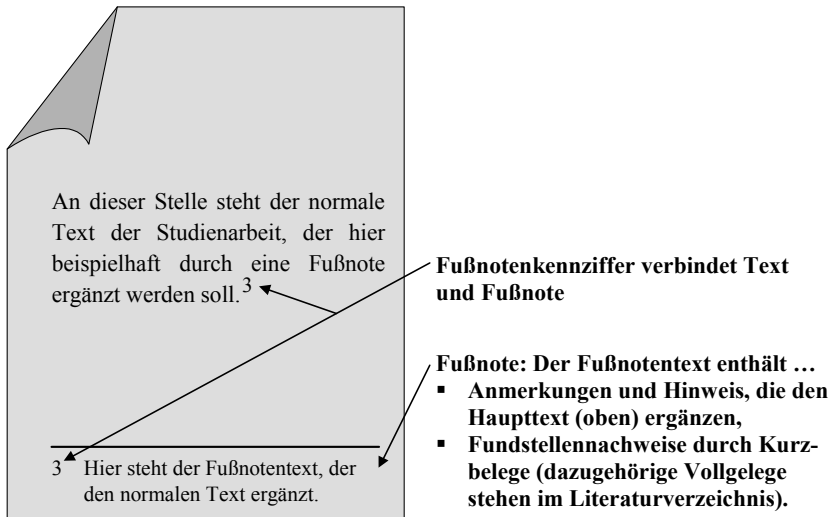 An dieser Stelle steht der normale
Text der Studienarbeit, der hier
beispielhaft durch eine Fußnote
ergänzt werden soll.3
Fußnotenkennziffer verbindet Text
und Fußnote
Fußnote: Der Fußnotentext enthält …
▪ Anmerkungen und Hinweis, die den
Haupttext (oben) ergänzen,
▪ Fundstellennachweise durch Kurz-
belege (dazugehörige Vollgelege
stehen im Literaturverzeichnis).
3 Hier steht der Fußnotentext, der
den normalen Text ergänzt.